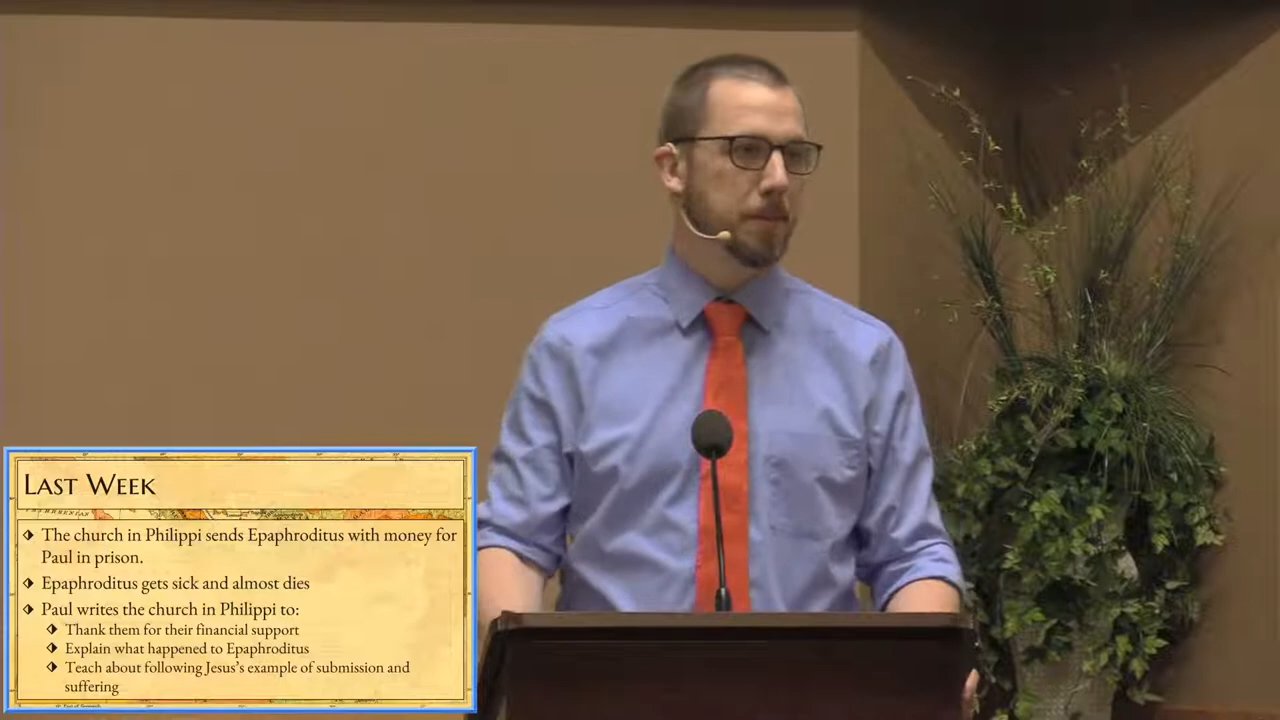 Last Week
The church in Philippi sends Epaphroditus with money for
Paul in prison.
Epaphroditus gets sick and almost dies
Paul writes the church in Philippi to:
Thank them for their financial support
Explain what happened to Epaphroditus
Teach about following Jesus's example of submission and
suffering